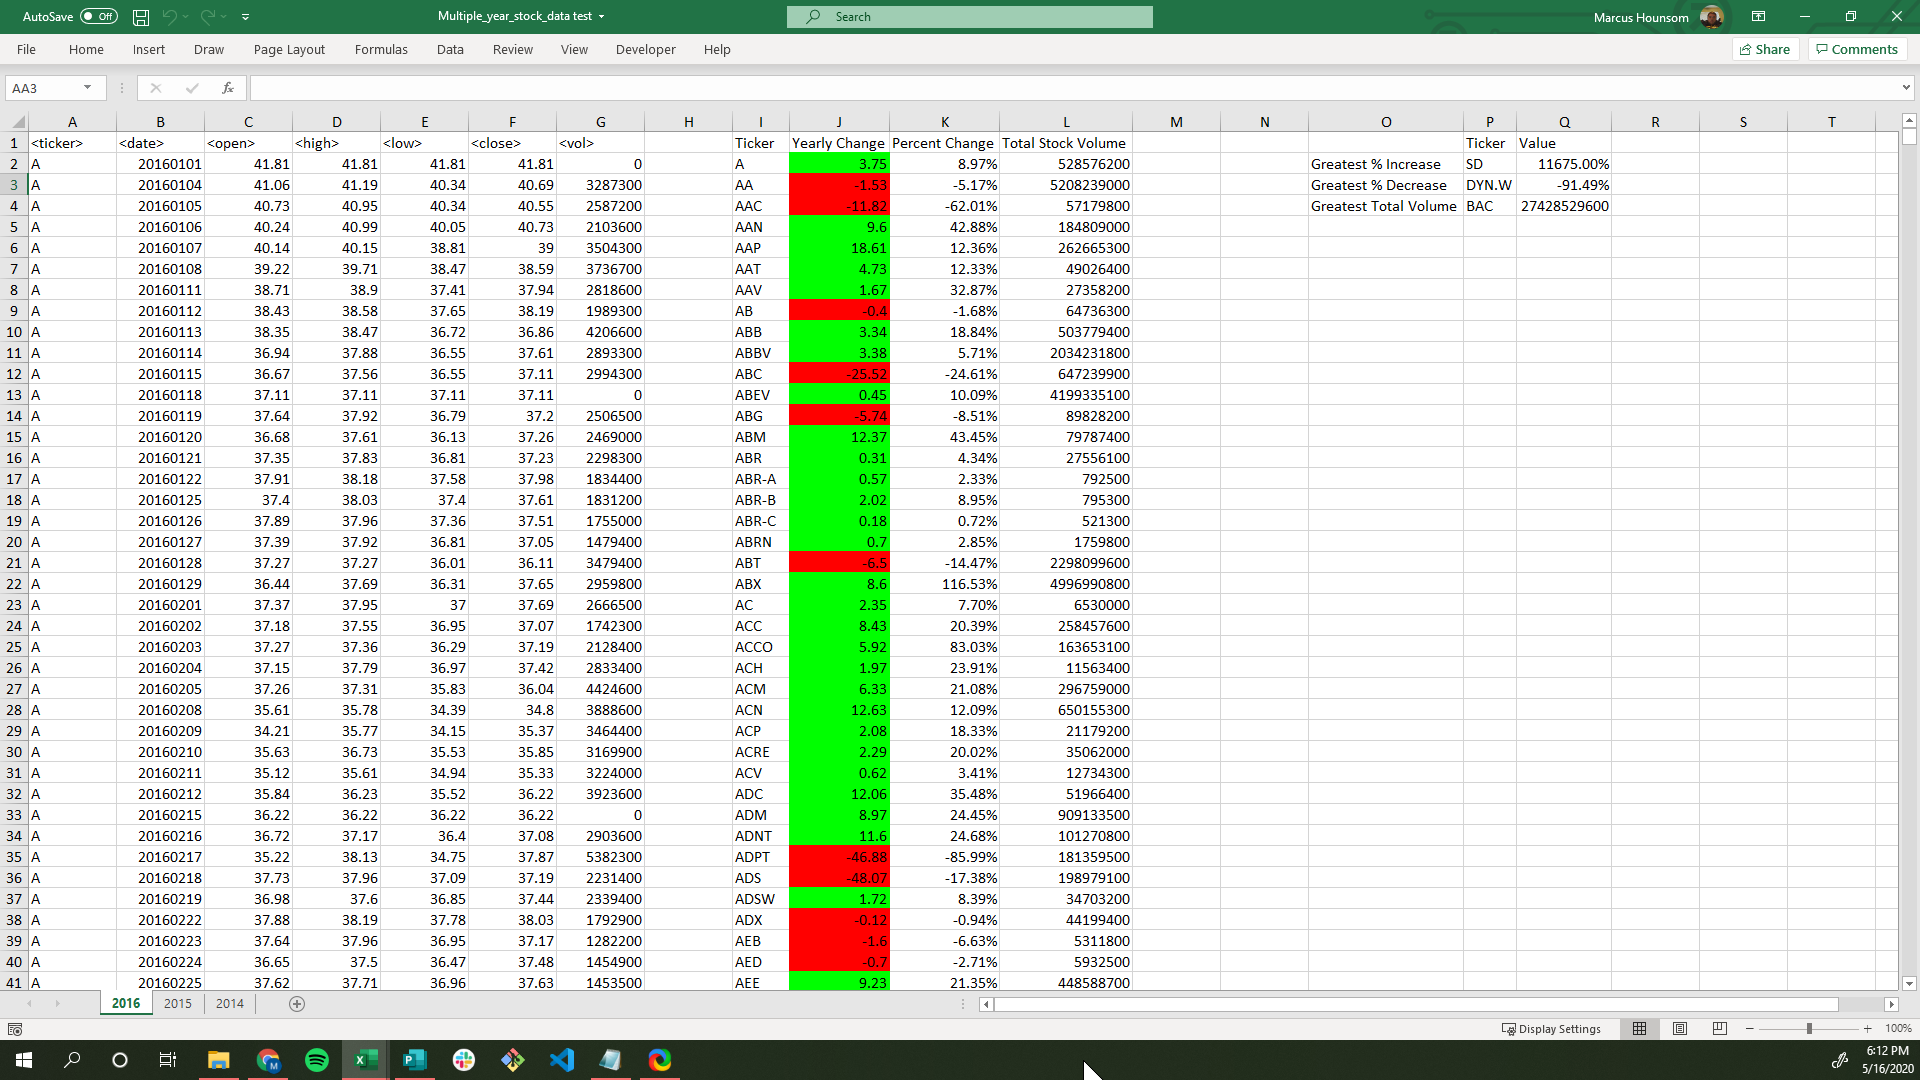 AutoSave Off Multiple_year_stock_data test Search Marcus Hounsom
File Home Insert Draw Page Layout Formulas Data Review View Developer Help Share Comments
AA3 fx
A B C D E F G H I J K L M N O P Q R S T
1 <ticker> <date> <open> <high> <low> <close> <vol> Ticker Yearly Change Percent Change Total Stock Volume Ticker Value
2 A 20160101 41.81 41.81 41.81 41.81 0 A 3.75 8.97% 528576200 Greatest % Increase SD 11675.00%
3 A 20160104 41.06 41.19 40.34 40.69 3287300 AA -1.53 -5.17% 5208239000 Greatest % Decrease DYN.W -91.49%
4 A 20160105 40.73 40.95 40.34 40.55 2587200 AAC -11.82 -62.01% 57179800 Greatest Total Volume BAC 27428529600
5 A 20160106 40.24 40.99 40.05 40.73 2103600 AAN 9.6 42.88% 184809000
6 A 20160107 40.14 40.15 38.81 39 3504300 AAP 18.61 12.36% 262665300
7 A 20160108 39.22 39.71 38.47 38.59 3736700 AAT 4.73 12.33% 49026400
8 A 20160111 38.71 38.9 37.41 37.94 2818600 AAV 1.67 32.87% 27358200
9 A 20160112 38.43 38.58 37.65 38.19 1989300 AB -0.4 -1.68% 64736300
10 A 20160113 38.35 38.47 36.72 36.86 4206600 ABB 3.34 18.84% 503779400
11 A 20160114 36.94 37.88 36.55 37.61 2893300 ABBV 3.38 5.71% 2034231800
12 A 20160115 36.67 37.56 36.55 37.11 2994300 ABC -25.52 -24.61% 647239900
13 A 20160118 37.11 37.11 37.11 37.11 0 ABEV 0.45 10.09% 4199335100
14 A 20160119 37.64 37.92 36.79 37.2 2506500 ABG -5.74 -8.51% 89828200
15 A 20160120 36.68 37.61 36.13 37.26 2469000 ABM 12.37 43.45% 79787400
16 A 20160121 37.35 37.83 36.81 37.23 2298300 ABR 0.31 4.34% 27556100
17 A 20160122 37.91 38.18 37.58 37.98 1834400 ABR-A 0.57 2.33% 792500
18 A 20160125 37.4 38.03 37.4 37.61 1831200 ABR-B 2.02 8.95% 795300
19 A 20160126 37.89 37.96 37.36 37.51 1755000 ABR-C 0.18 0.72% 521300
20 A 20160127 37.39 37.92 36.81 37.05 1479400 ABRN 0.7 2.85% 1759800
21 A 20160128 37.27 37.27 36.01 36.11 3479400 ABT -6.5 -14.47% 2298099600
22 A 20160129 36.44 37.69 36.31 37.65 2959800 ABX 8.6 116.53% 4996990800
23 A 20160201 37.37 37.95 37 37.69 2666500 AC 2.35 7.70% 6530000
24 A 20160202 37.18 37.55 36.95 37.07 1742300 ACC 8.43 20.39% 258457600
25 A 20160203 37.27 37.36 36.29 37.19 2128400 ACCO 5.92 83.03% 163653100
26 A 20160204 37.15 37.79 36.97 37.42 2833400 ACH 1.97 23.91% 11563400
27 A 20160205 37.26 37.31 35.83 36.04 4424600 ACM 6.33 21.08% 296759000
28 A 20160208 35.61 35.78 34.39 34.8 3888600 ACN 12.63 12.09% 650155300
29 A 20160209 34.21 35.77 34.15 35.37 3464400 ACP 2.08 18.33% 21179200
30 A 20160210 35.63 36.73 35.53 35.85 3169900 ACRE 2.29 20.02% 35062000
31 A 20160211 35.12 35.61 34.94 35.33 3224000 ACV 0.62 3.41% 12734300
32 A 20160212 35.84 36.23 35.52 36.22 3923600 ADC 12.06 35.48% 51966400
33 A 20160215 36.22 36.22 36.22 36.22 0 ADM 8.97 24.45% 909133500
34 A 20160216 36.72 37.17 36.4 37.08 2903600 ADNT 11.6 24.68% 101270800
35 A 20160217 35.22 38.13 34.75 37.87 5382300 ADPT -46.88 -85.99% 181359500
36 A 20160218 37.73 37.96 37.09 37.19 2231400 ADS -48.07 -17.38% 198979100
37 A 20160219 36.98 37.6 36.85 37.44 2339400 ADSW 1.72 8.39% 34703200
38 A 20160222 37.88 38.19 37.78 38.03 1792900 ADX -0.12 -0.94% 44199400
39 A 20160223 37.64 37.96 36.95 37.17 1282200 AEB -1.6 -6.63% 5311800
40 A 20160224 36.65 37.5 36.47 37.48 1454900 AED -0.7 -2.71% 5932500
41 A 20160225 37.62 37.71 36.96 37.63 1453500 AEE 9.23 21.35% 448588700
2016 2015 2014
Display Settings 100%
6:12 PM
5/16/2020